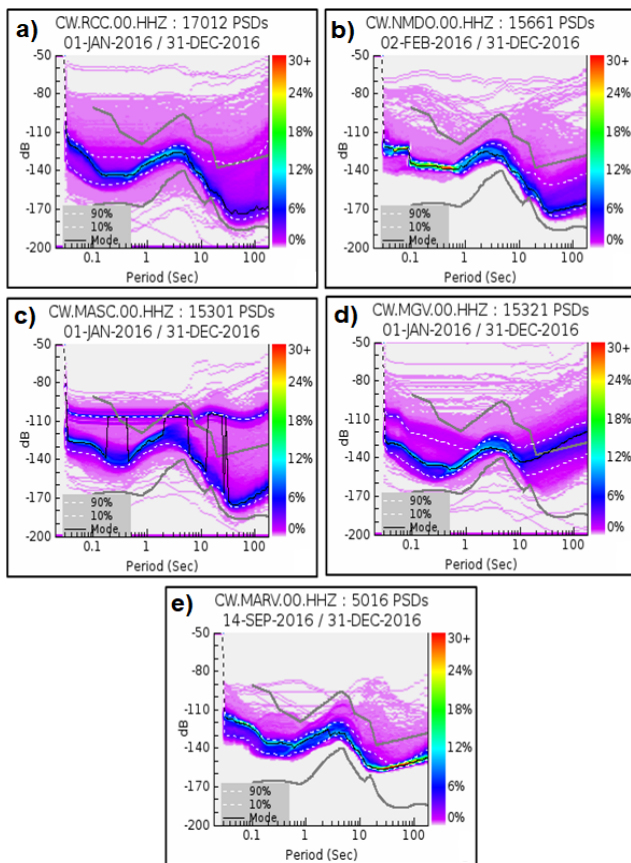 a)
CW.RCC.00.HHZ : 17012 PSDs
01-JAN-2016 / 31-DEC-2016
-50
-80
-110
-140
-170
-200
dB
30+
24%
18%
12%
6%
0%
90%
10%
Mode
0.1 1 10 100
Period (Sec)
b)
CW.NMDO.00.HHZ : 15661 PSDs
02-FEB-2016 / 31-DEC-2016
-50
-80
-110
-140
-170
-200
dB
30+
24%
18%
12%
6%
0%
90%
10%
Mode
0.1 1 10 100
Period (Sec)
c)
CW.MASC.00.HHZ : 15301 PSDs
01-JAN-2016 / 31-DEC-2016
-50
-80
-110
-140
-170
-200
dB
30+
24%
18%
12%
6%
0%
90%
10%
Mode
0.1 1 10 100
Period (Sec)
d)
CW.MGV.00.HHZ : 15321 PSDs
01-JAN-2016 / 31-DEC-2016
-50
-80
-110
-140
-170
-200
dB
30+
24%
18%
12%
6%
0%
90%
10%
Mode
0.1 1 10 100
Period (Sec)
e)
CW.MARV.00.HHZ : 5016 PSDs
14-SEP-2016 / 31-DEC-2016
-50
-80
-110
-140
-170
-200
dB
30+
24%
18%
12%
6%
0%
90%
10%
Mode
0.1 1 10 100
Period (Sec)